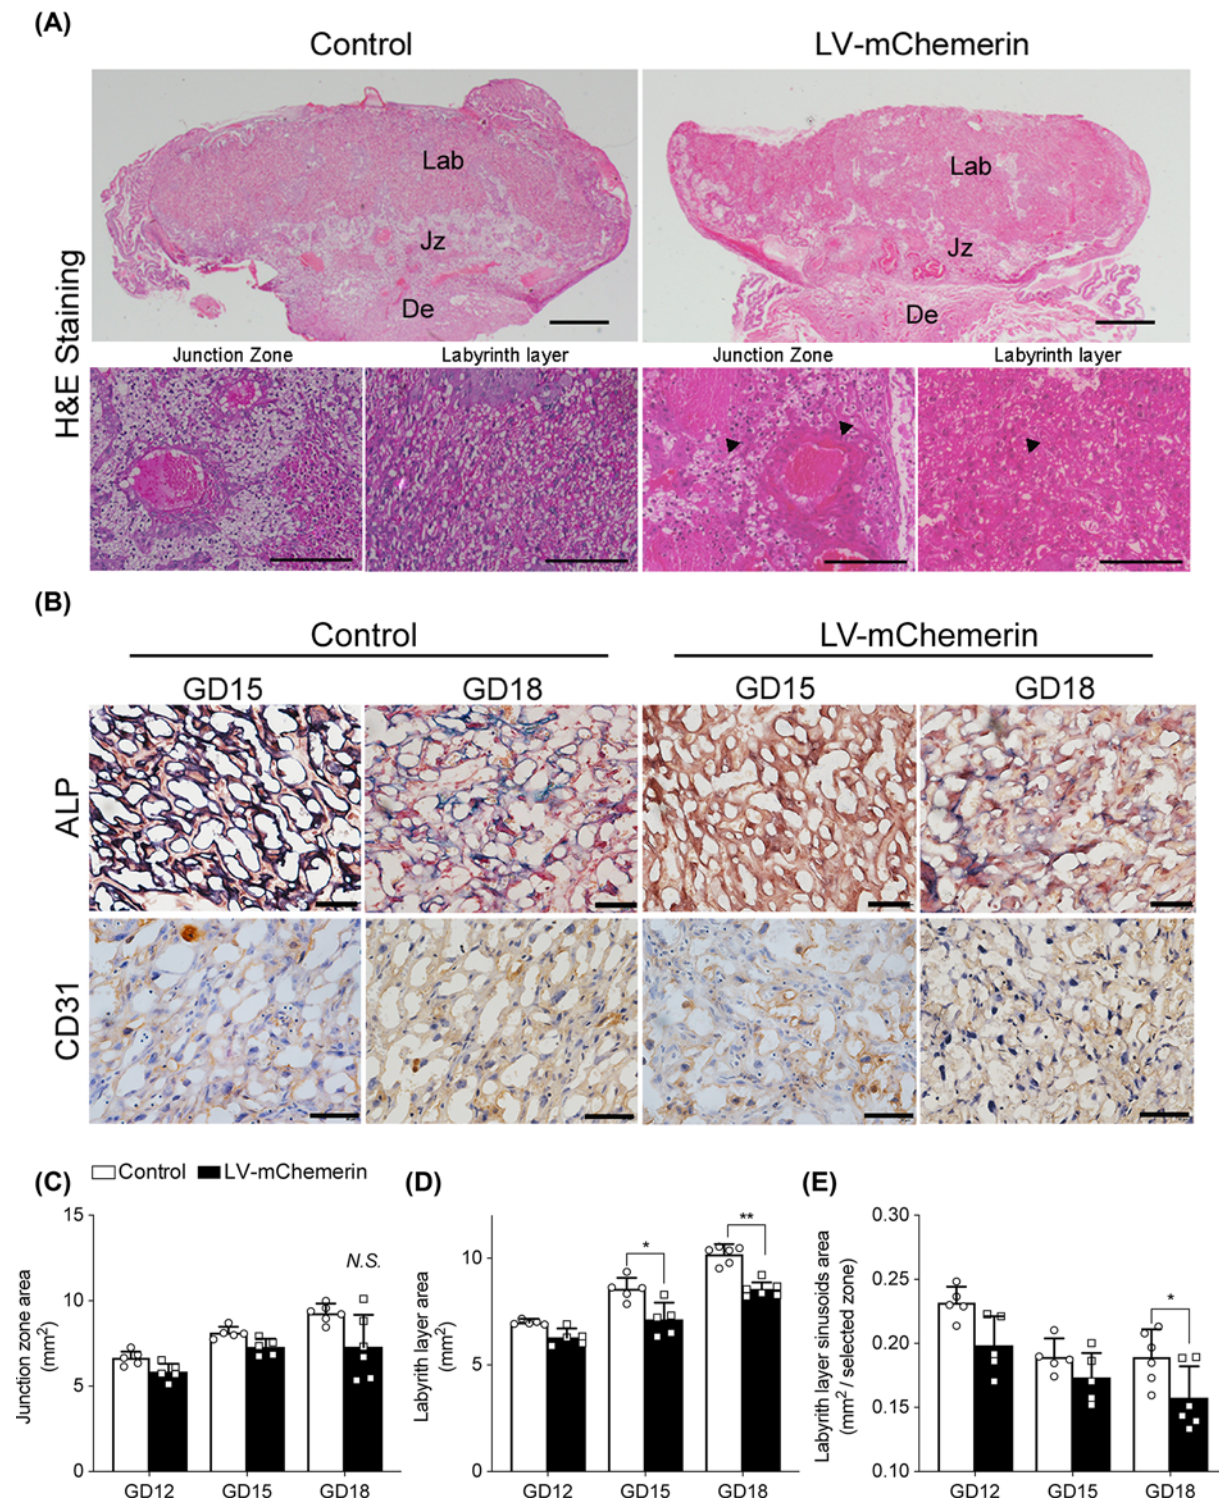 (A)
Control LV-mChemerin
H&E Staining
Lab
Jz
De
Lab
Jz
De
Junction Zone Labyrinth layer Junction Zone Labyrinth layer
(B)
Control LV-mChemerin
GD15 GD18 GD15 GD18
ALP
CD31
(C) Control LV-mChemerin
Junction zone area
(mm²)
15
10
5
0
N.S.
GD12 GD15 GD18
(D)
Labyrith layer area
(mm²)
10
5
0
*
**
GD12 GD15 GD18
(E)
Labyrith layer sinusoids area
(mm² / selected zone)
0.30
0.25
0.20
0.15
0.10
*
GD12 GD15 GD18